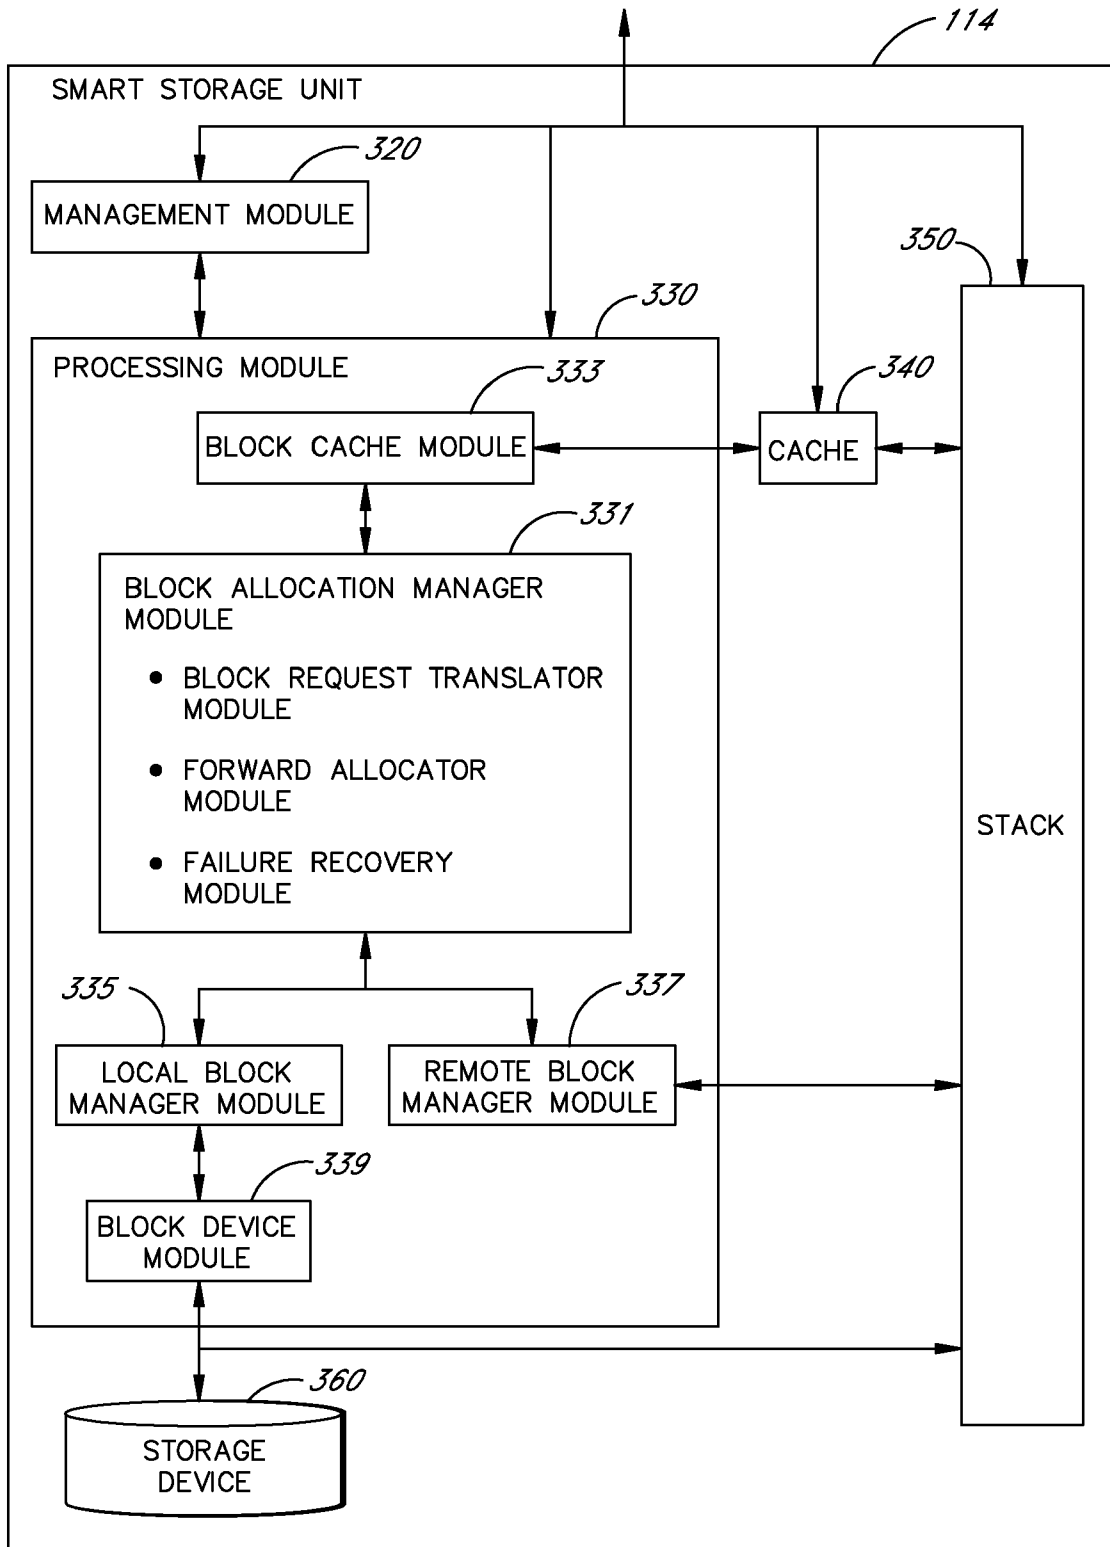 114
SMART STORAGE UNIT
320
MANAGEMENT MODULE
350
330
PROCESSING MODULE
333
340
BLOCK CACHE MODULE
CACHE
331
BLOCK ALLOCATION MANAGER
MODULE
• BLOCK REQUEST TRANSLATOR
MODULE
• FORWARD ALLOCATOR
MODULE
• FAILURE RECOVERY
MODULE
STACK
335
337
LOCAL BLOCK
MANAGER MODULE
REMOTE BLOCK
MANAGER MODULE
339
BLOCK DEVICE
MODULE
360
STORAGE
DEVICE